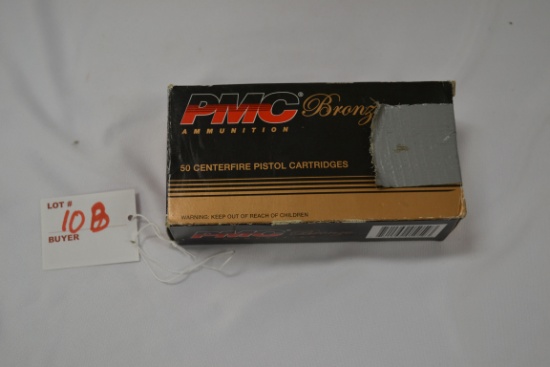 PMC® Bronz
AMMUNITION
50 CENTERFIRE PISTOL CARTRIDGES
WARNING: KEEP OUT OF REACH OF CHILDREN
LOT #
10B
BUYER